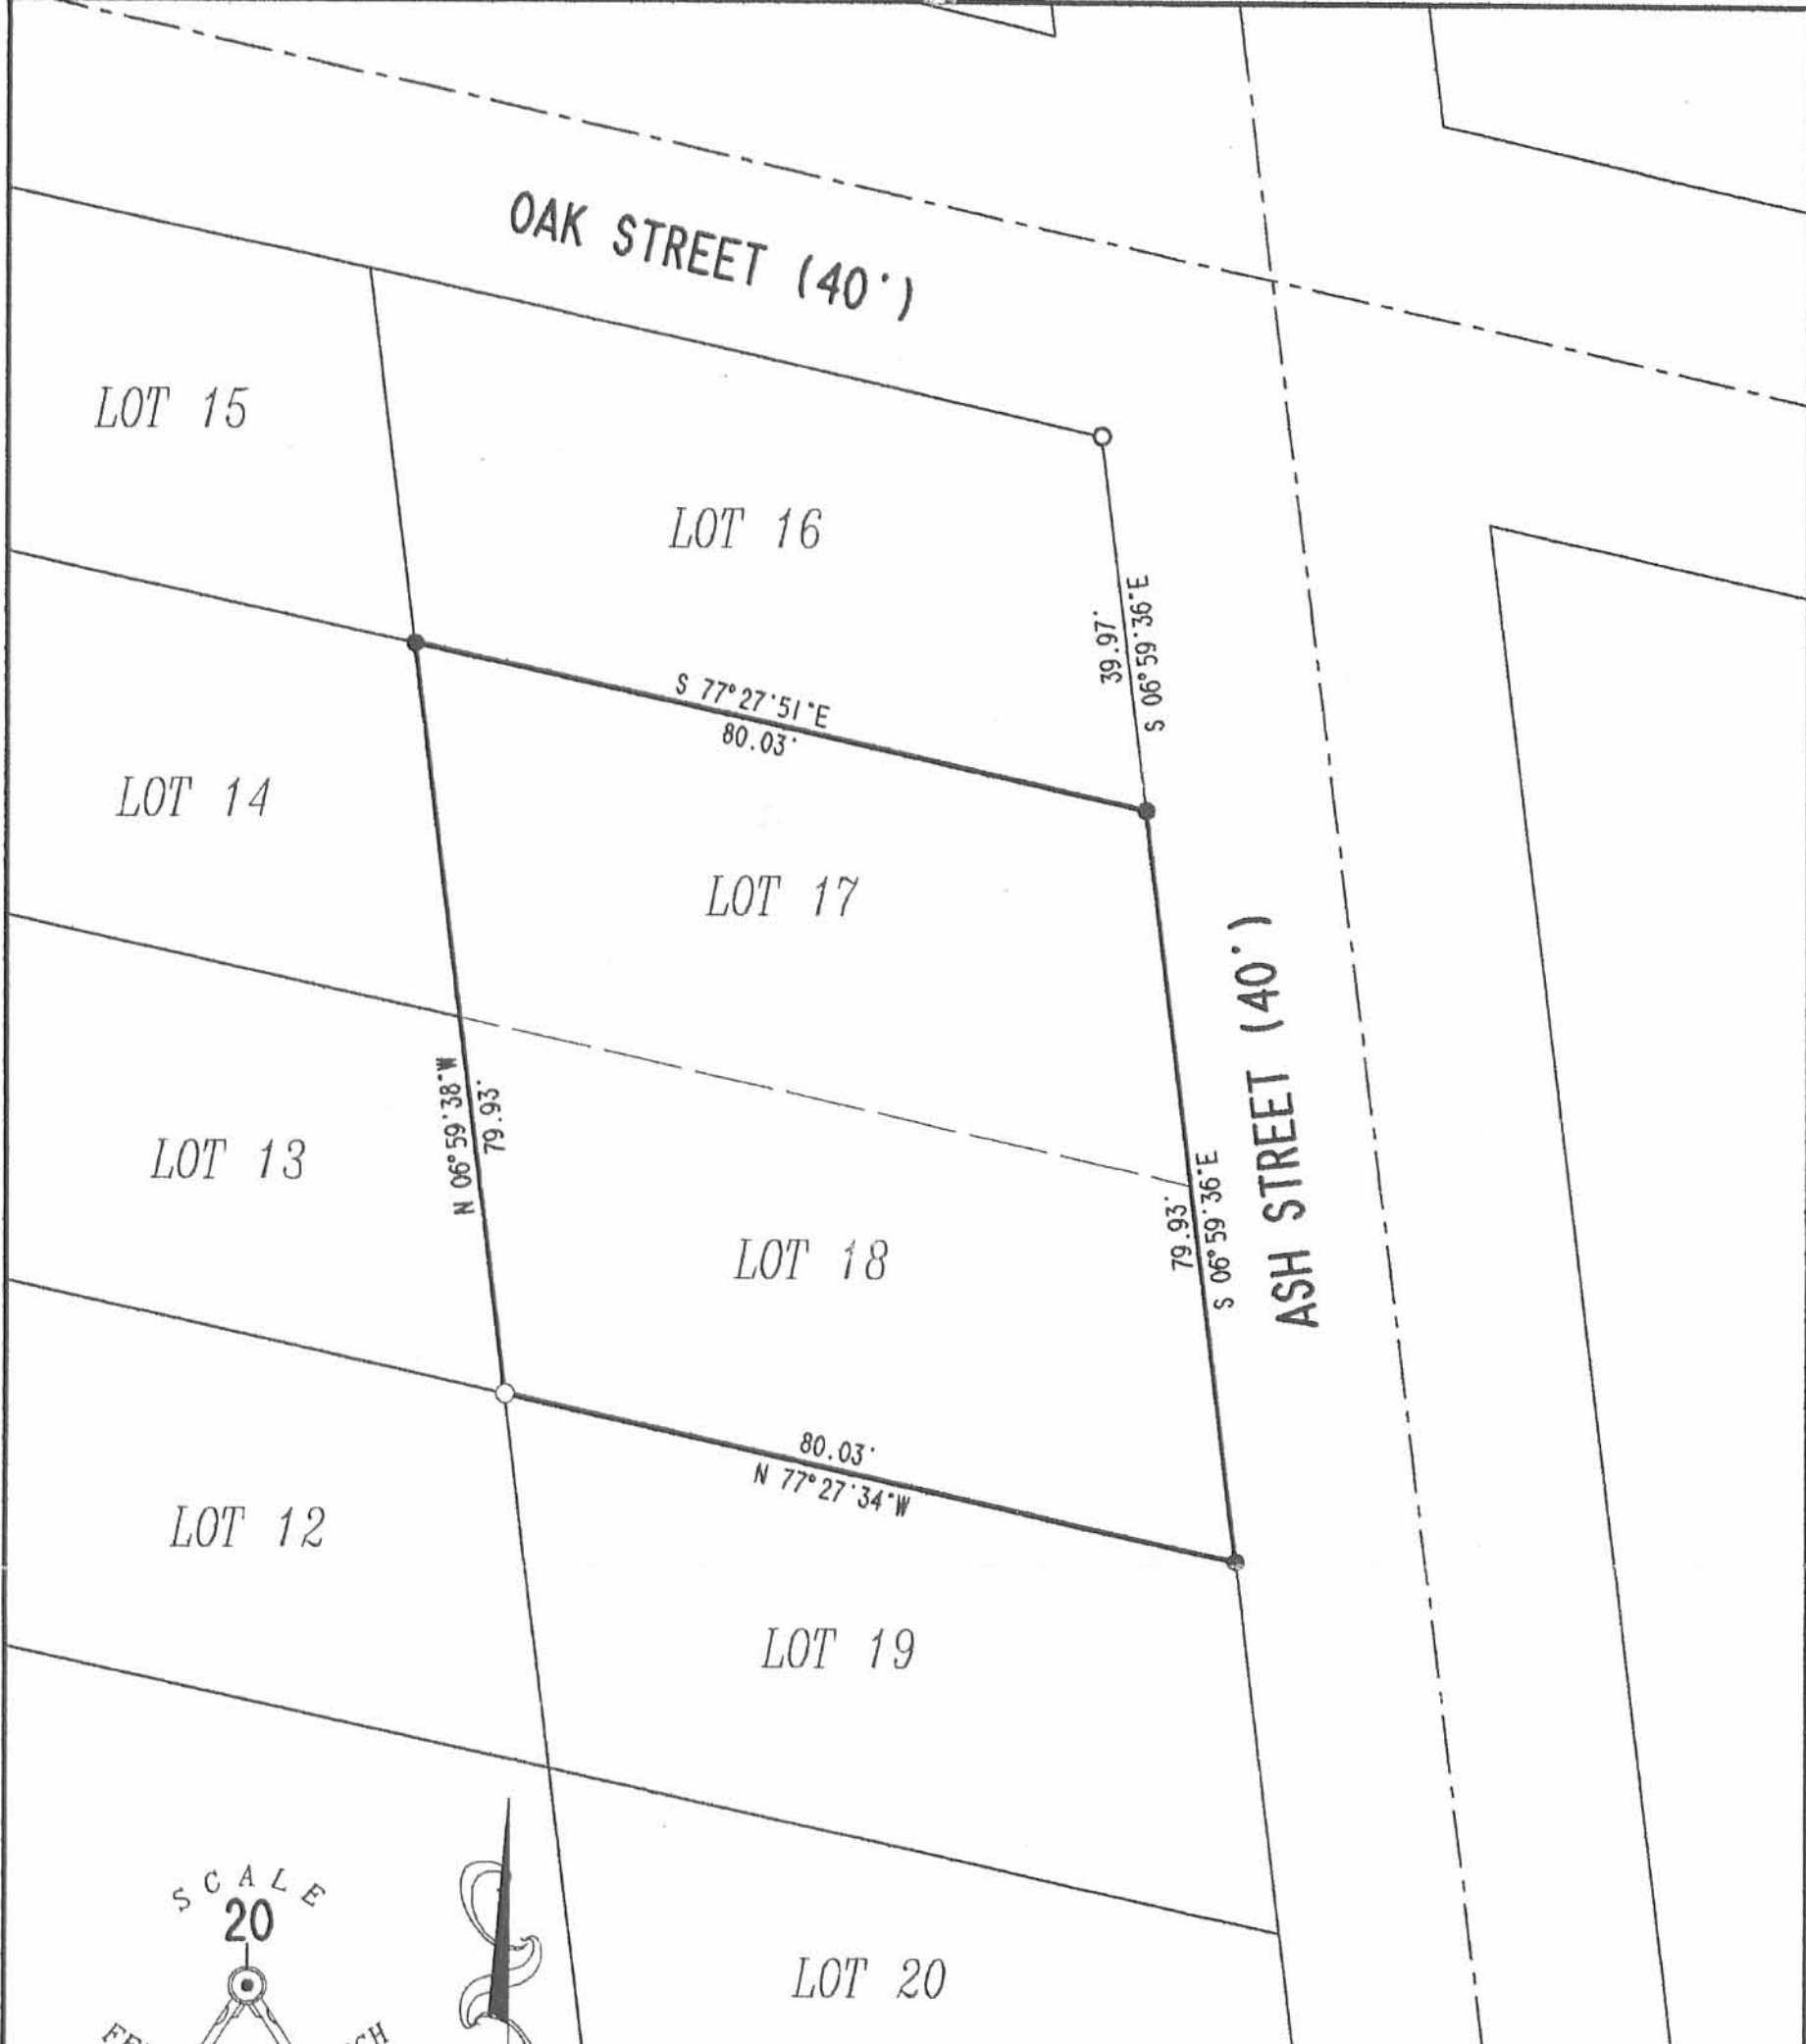 OAK STREET (40')
LOT 15
LOT 16
39.97'
S 06°59'36"E
S 77°27'51"E
80.03'
LOT 14
LOT 17
ASH STREET (40')
N 06°59'38"W
79.93'
LOT 13
LOT 18
79.93'
S 06°59'36"E
80.03'
N 77°27'34"W
LOT 12
LOT 19
SCALE
20
LOT 20